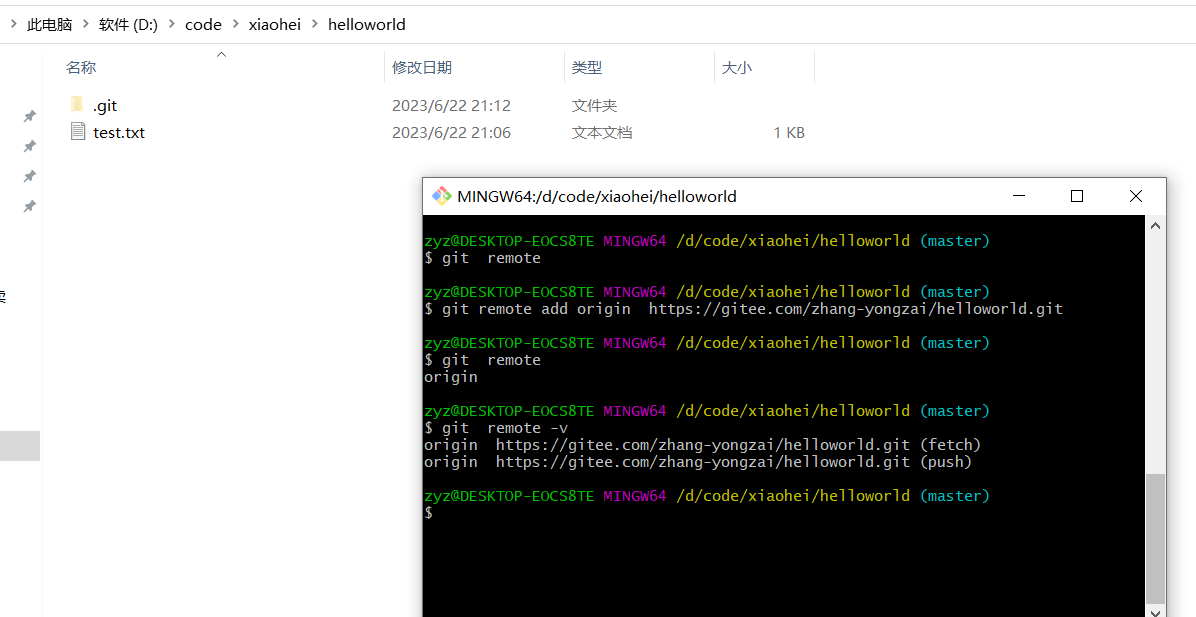 此电脑 > 软件 (D:) > code > xiaohei > helloworld
名称 修改日期 类型 大小
.git 2023/6/22 21:12 文件夹
test.txt 2023/6/22 21:06 文本文档 1 KB
MINGW64:/d/code/xiaohei/helloworld
zyz@DESKTOP-EOCS8TE MINGW64 /d/code/xiaohei/helloworld (master)
$ git  remote
zyz@DESKTOP-EOCS8TE MINGW64 /d/code/xiaohei/helloworld (master)
$ git remote add origin  https://gitee.com/zhang-yongzai/helloworld.git
zyz@DESKTOP-EOCS8TE MINGW64 /d/code/xiaohei/helloworld (master)
$ git  remote
origin
zyz@DESKTOP-EOCS8TE MINGW64 /d/code/xiaohei/helloworld (master)
$ git  remote -v
origin  https://gitee.com/zhang-yongzai/helloworld.git (fetch)
origin  https://gitee.com/zhang-yongzai/helloworld.git (push)
zyz@DESKTOP-EOCS8TE MINGW64 /d/code/xiaohei/helloworld (master)
$